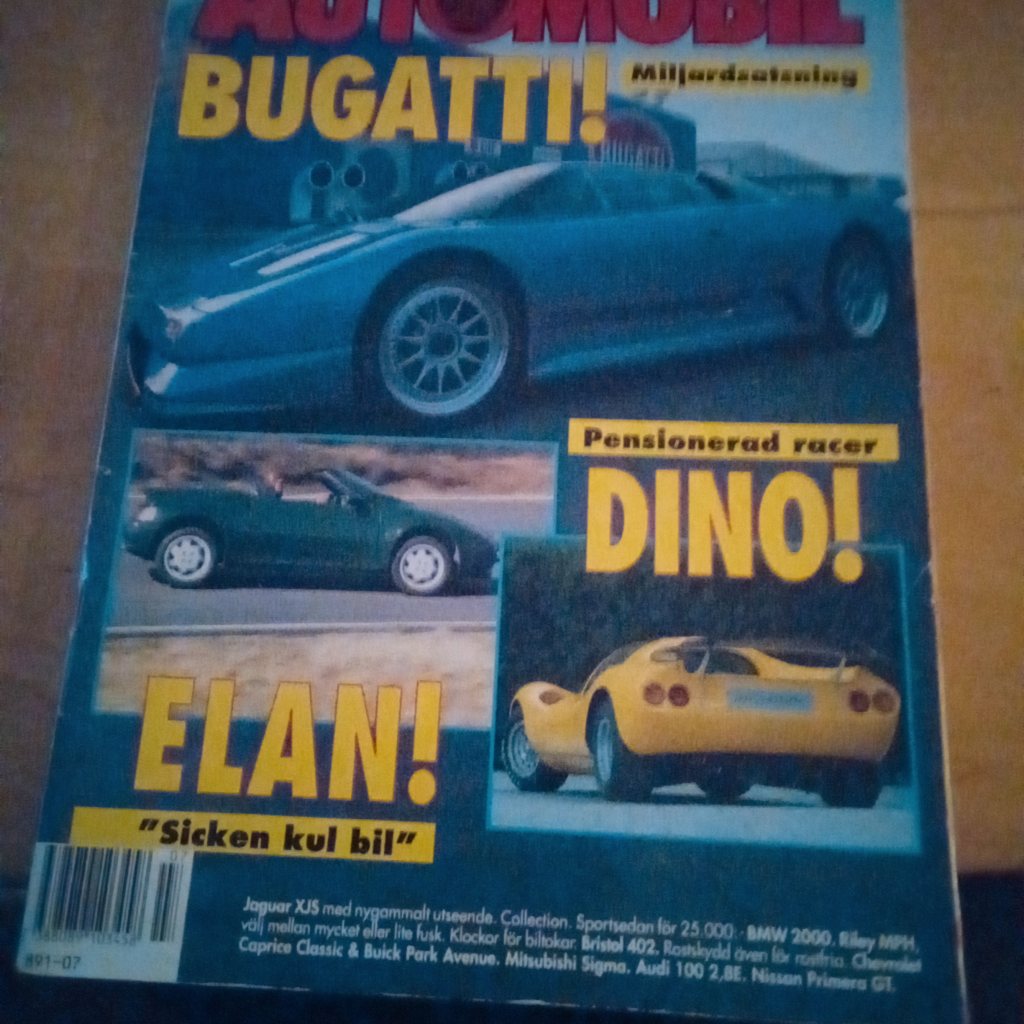 AUTOMOBIL
BUGATTI!
Miljardsatsning
BUGATTI
Pensionerad racer
DINO!
ELAN!
"Sicken kul bil"
07
Jaguar XJS med nygammalt utseende. Collection. Sportsedan för 25.000:- BMW 2000. Riley MPH,
välj mellan mycket eller lite fusk. Klockor för biltokar. Bristol 402. Rostskydd även för rostfria. Chevrolet
Caprice Classic & Buick Park Avenue. Mitsubishi Sigma. Audi 100 2,8E. Nissan Primera GT.
891-07